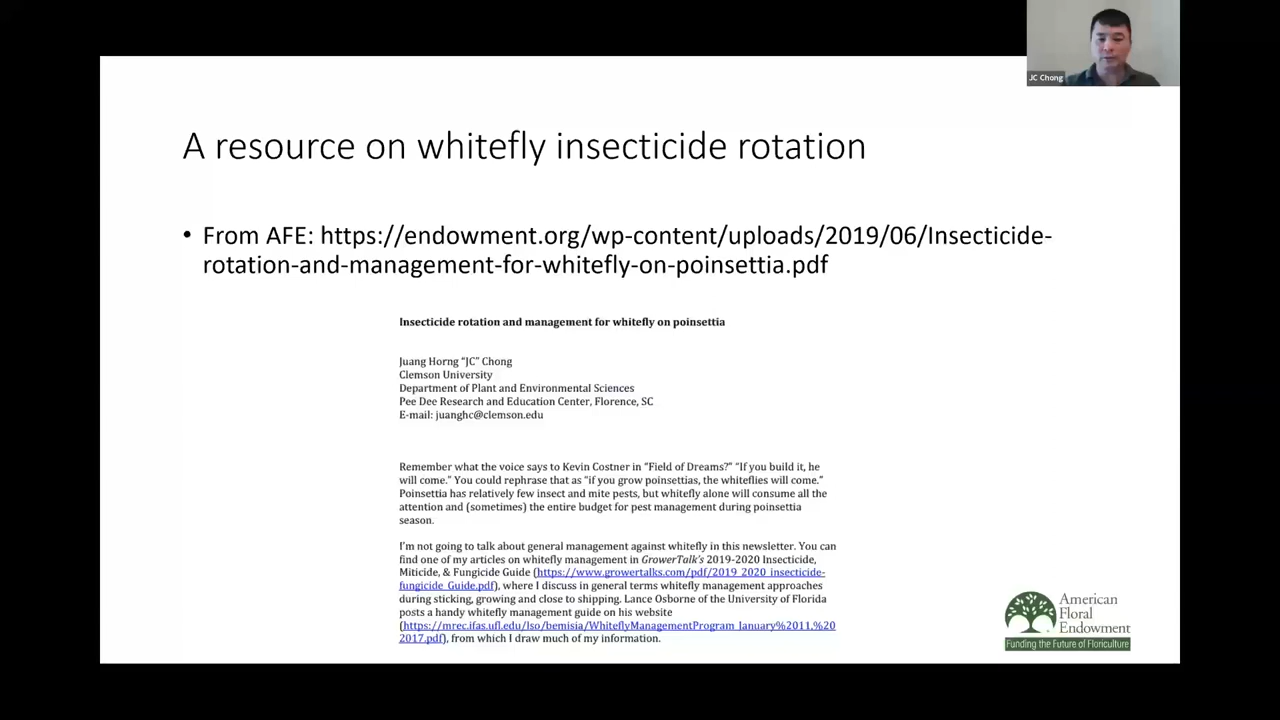 JC Chong
A resource on whitefly insecticide rotation
• From AFE: https://endowment.org/wp-content/uploads/2019/06/Insecticide-
rotation-and-management-for-whitefly-on-poinsettia.pdf
Insecticide rotation and management for whitefly on poinsettia
Juang Horng “JC” Chong
Clemson University
Department of Plant and Environmental Sciences
Pee Dee Research and Education Center, Florence, SC
E-mail: juanghc@clemson.edu
Remember what the voice says to Kevin Costner in “Field of Dreams?” “If you build it, he
will come.” You could rephrase that as “if you grow poinsettias, the whiteflies will come.”
Poinsettia has relatively few insect and mite pests, but whitefly alone will consume all the
attention and (sometimes) the entire budget for pest management during poinsettia
season.
I’m not going to talk about general management against whitefly in this newsletter. You can
find one of my articles on whitefly management in GrowerTalk’s 2019-2020 Insecticide,
Miticide, & Fungicide Guide (https://www.growertalks.com/pdf/2019_2020_insecticide-
fungicide_Guide.pdf), where I discuss in general terms whitefly management approaches
during sticking, growing and close to shipping. Lance Osborne of the University of Florida
posts a handy whitefly management guide on his website
(https://mrec.ifas.ufl.edu/lso/bemisia/WhiteflyManagementProgram_January%2011,%20
2017.pdf), from which I draw much of my information.
American
Floral
Endowment
Funding the Future of Floriculture